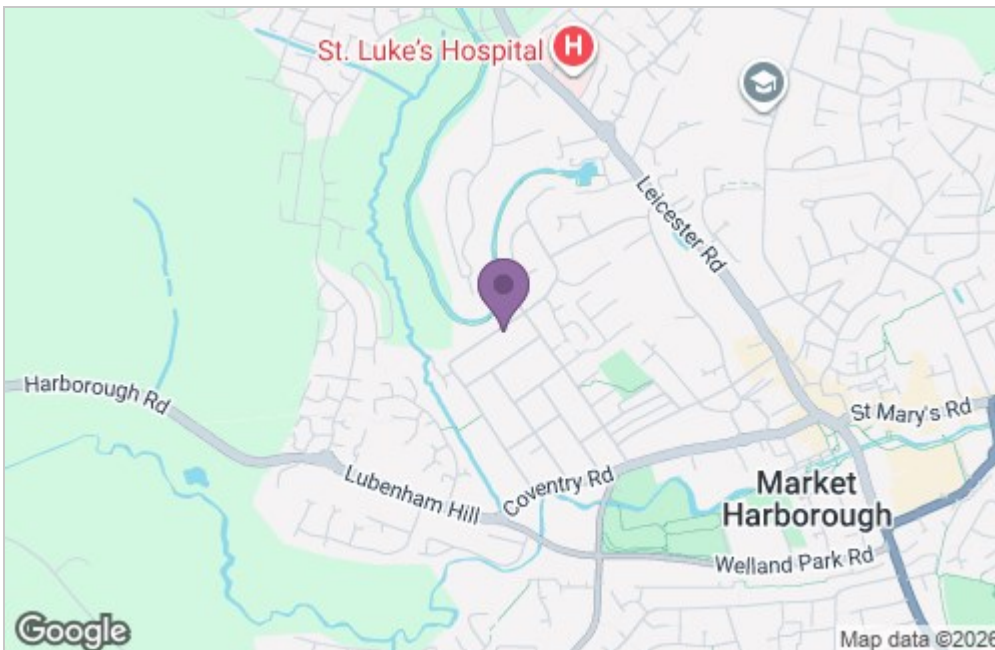 St. Luke's Hospital
H
Leicester Rd
Harborough Rd
St Mary's Rd
Lubenham Hill
Coventry Rd
Market
Harborough
Welland Park Rd
Google
Map data ©2026